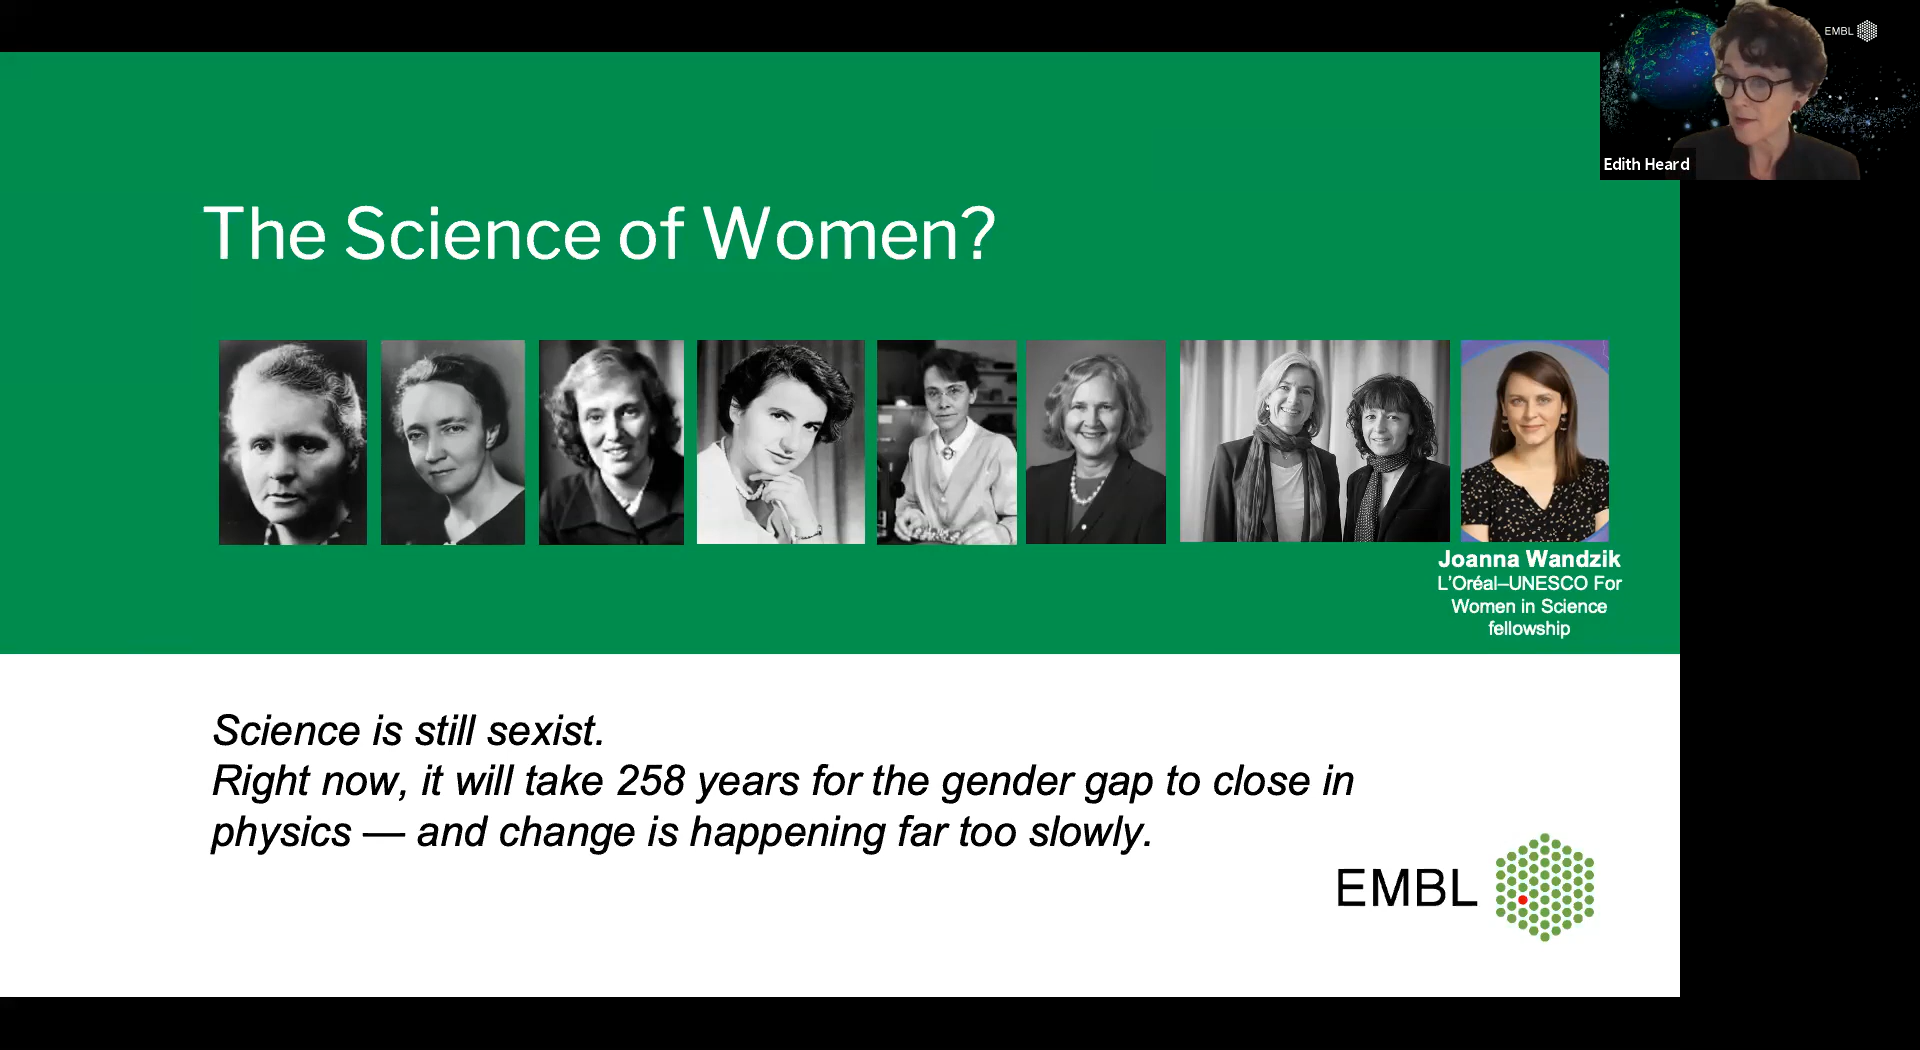 EMBL
Edith Heard
The Science of Women?
Joanna Wandzik
L'Oréal–UNESCO For
Women in Science
fellowship
Science is still sexist.
Right now, it will take 258 years for the gender gap to close in
physics — and change is happening far too slowly.
EMBL